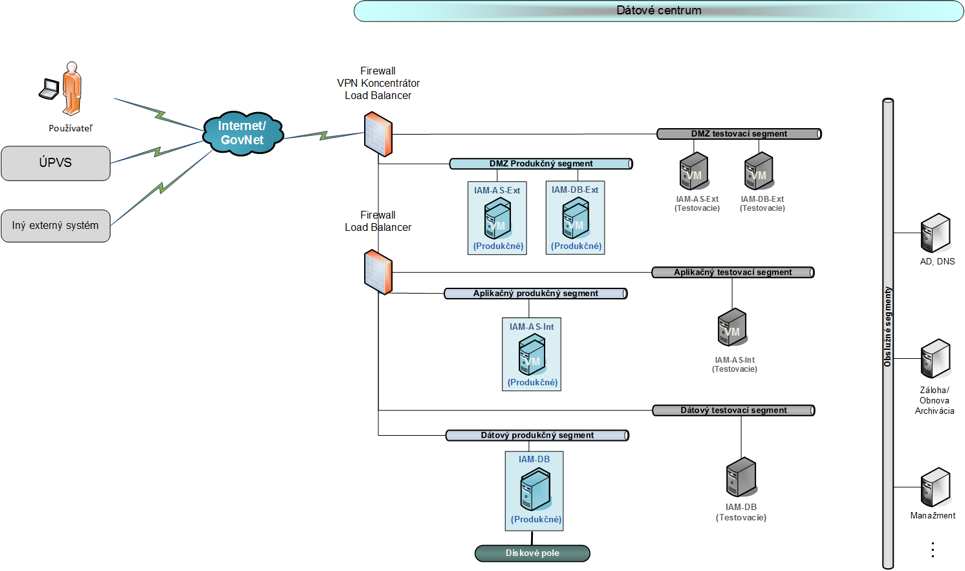 Dátové centrum
Firewall
VPN Koncentrátor
Load Balancer
Používateľ
Internet/
GovNet
ÚPVS
Iný externý systém
DMZ testovací segment
VM
IAM-AS-Ext
(Testovacie)
VM
IAM-DB-Ext
(Testovacie)
DMZ Produkčný segment
IAM-AS-Ext
VM
(Produkčné)
IAM-DB-Ext
VM
(Produkčné)
Firewall
Load Balancer
Aplikačný testovací segment
VM
IAM-AS-Int
(Testovacie)
Aplikačný produkčný segment
IAM-AS-Int
VM
(Produkčné)
Dátový testovací segment
IAM-DB
(Testovacie)
Dátový produkčný segment
IAM-DB
(Produkčné)
Diskové pole
Obslužné segmenty
AD, DNS
Záloha/
Obnova
Archivácia
Manažment
⋮